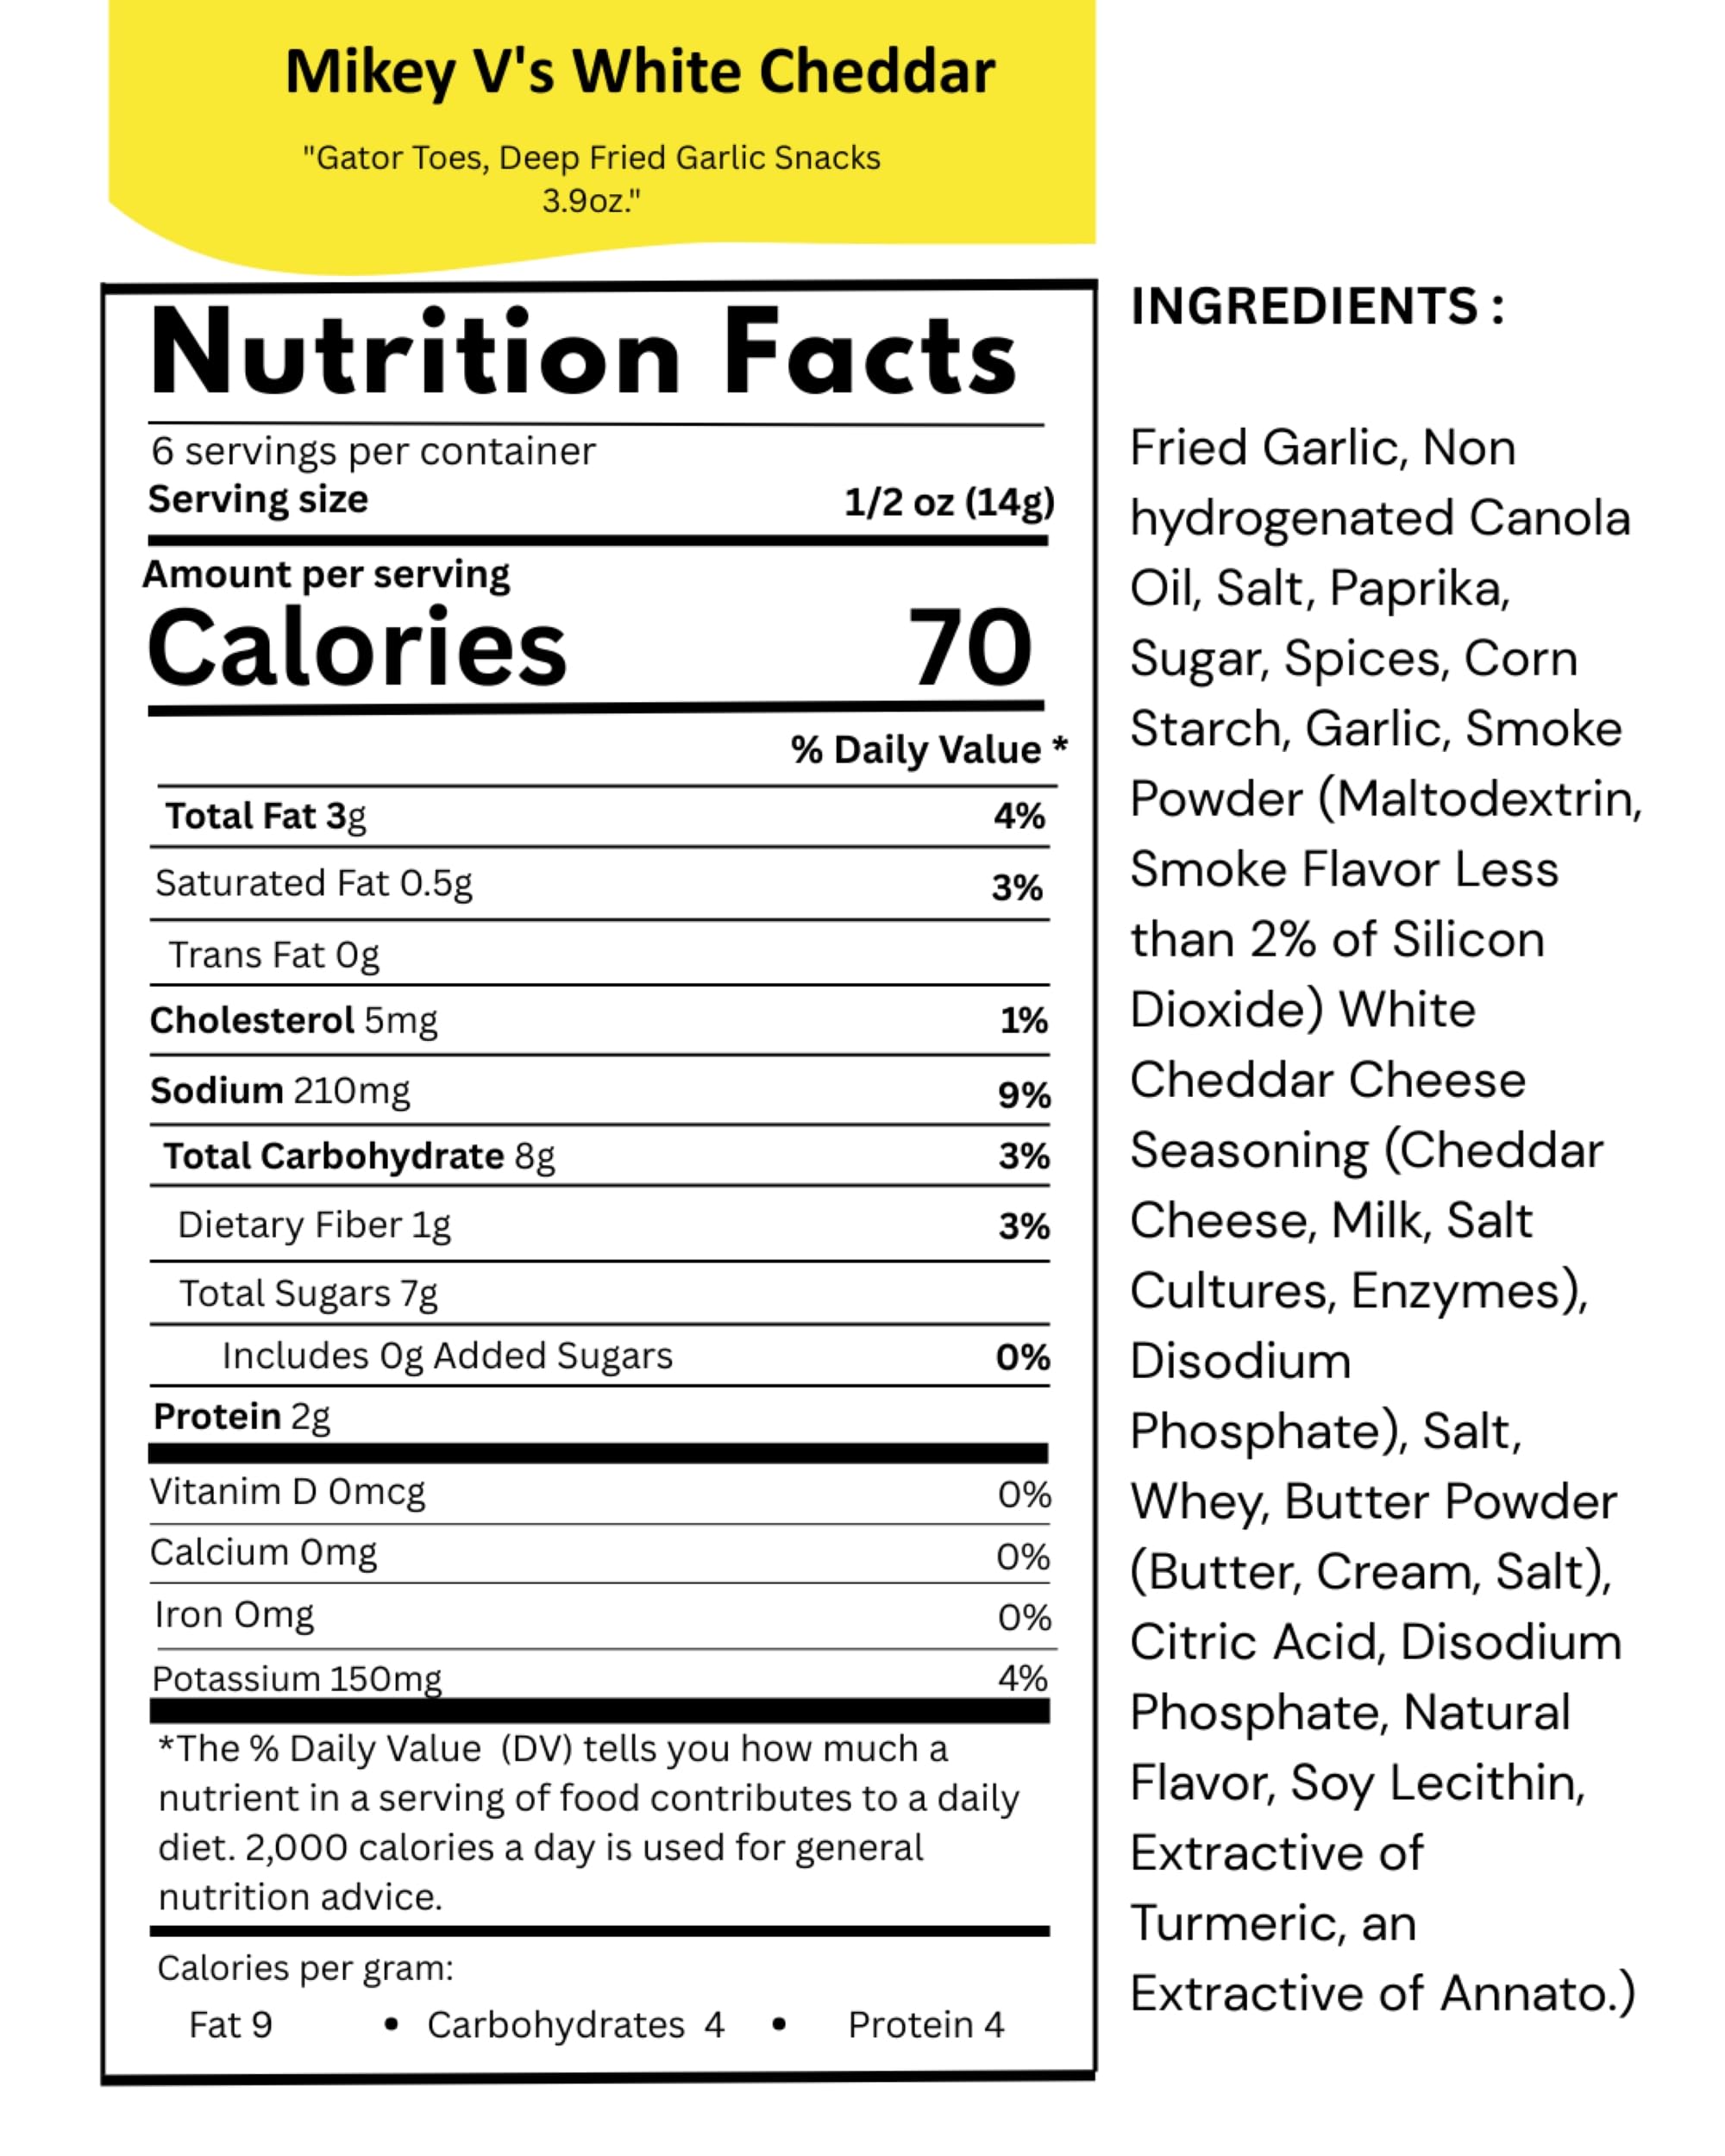 Mikey V's White Cheddar
"Gator Toes, Deep Fried Garlic Snacks
3.9oz."
Nutrition Facts
6 servings per container
Serving size 1/2 oz (14g)
Amount per serving
Calories 70
% Daily Value *
Total Fat 3g 4%
Saturated Fat 0.5g 3%
Trans Fat 0g
Cholesterol 5mg 1%
Sodium 210mg 9%
Total Carbohydrate 8g 3%
Dietary Fiber 1g 3%
Total Sugars 7g
Includes 0g Added Sugars 0%
Protein 2g
Vitanim D 0mcg 0%
Calcium 0mg 0%
Iron 0mg 0%
Potassium 150mg 4%
*The % Daily Value (DV) tells you how much a
nutrient in a serving of food contributes to a daily
diet. 2,000 calories a day is used for general
nutrition advice.
Calories per gram:
Fat 9 • Carbohydrates 4 • Protein 4
INGREDIENTS :
Fried Garlic, Non
hydrogenated Canola
Oil, Salt, Paprika,
Sugar, Spices, Corn
Starch, Garlic, Smoke
Powder (Maltodextrin,
Smoke Flavor Less
than 2% of Silicon
Dioxide) White
Cheddar Cheese
Seasoning (Cheddar
Cheese, Milk, Salt
Cultures, Enzymes),
Disodium
Phosphate), Salt,
Whey, Butter Powder
(Butter, Cream, Salt),
Citric Acid, Disodium
Phosphate, Natural
Flavor, Soy Lecithin,
Extractive of
Turmeric, an
Extractive of Annato.)